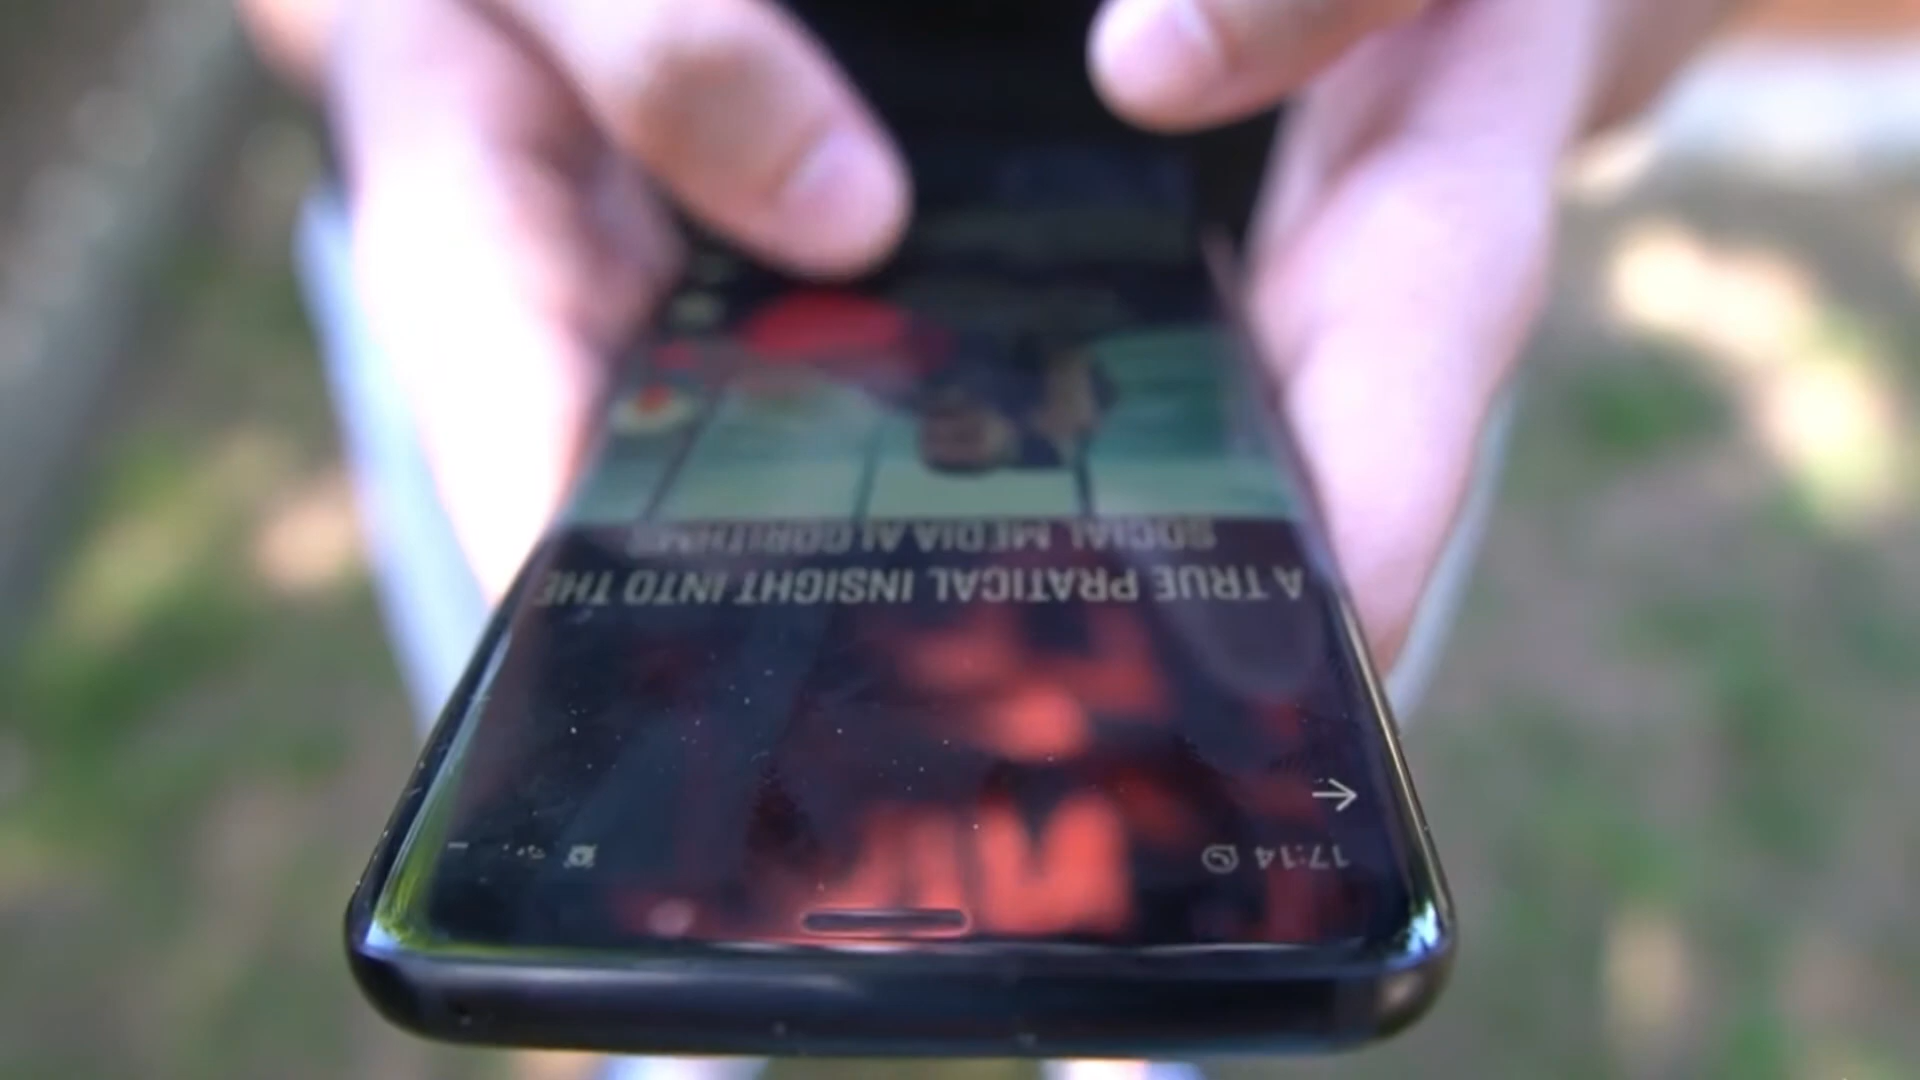 17:14
A TRUE PRATICAL INSIGHT INTO THE
SOCIAL MEDIA ALGORITHMS